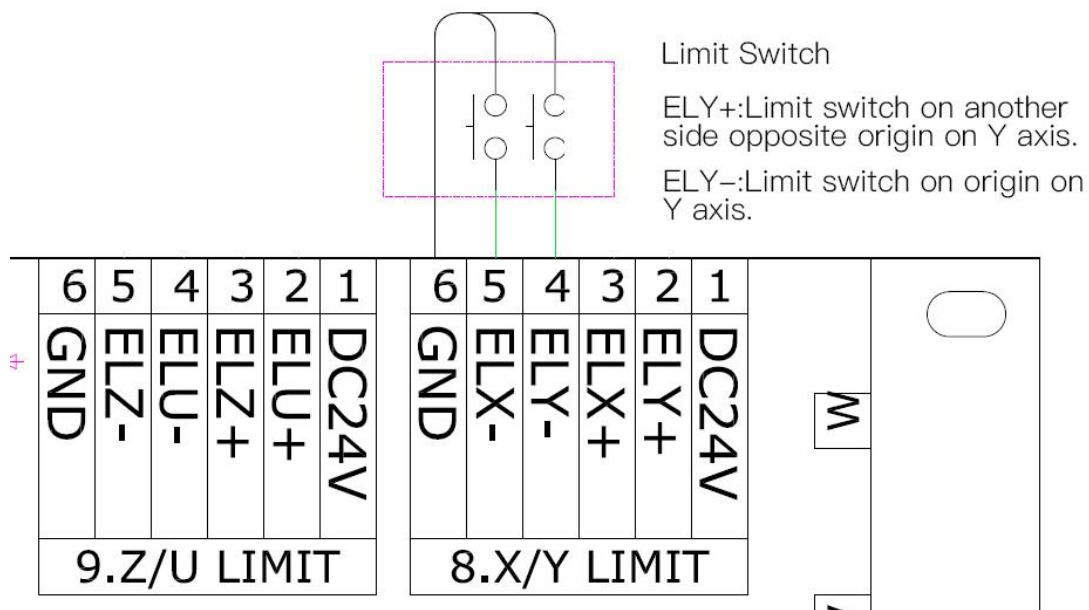 Limit Switch
ELY+:Limit switch on another
side opposite origin on Y axis.
ELY-:Limit switch on origin on
Y axis.
6 5 4 3 2 1
GND ELZ- ELU- ELZ+ ELU+ DC24V
9.Z/U LIMIT
6 5 4 3 2 1
GND ELX- ELY- ELX+ ELY+ DC24V
8.X/Y LIMIT